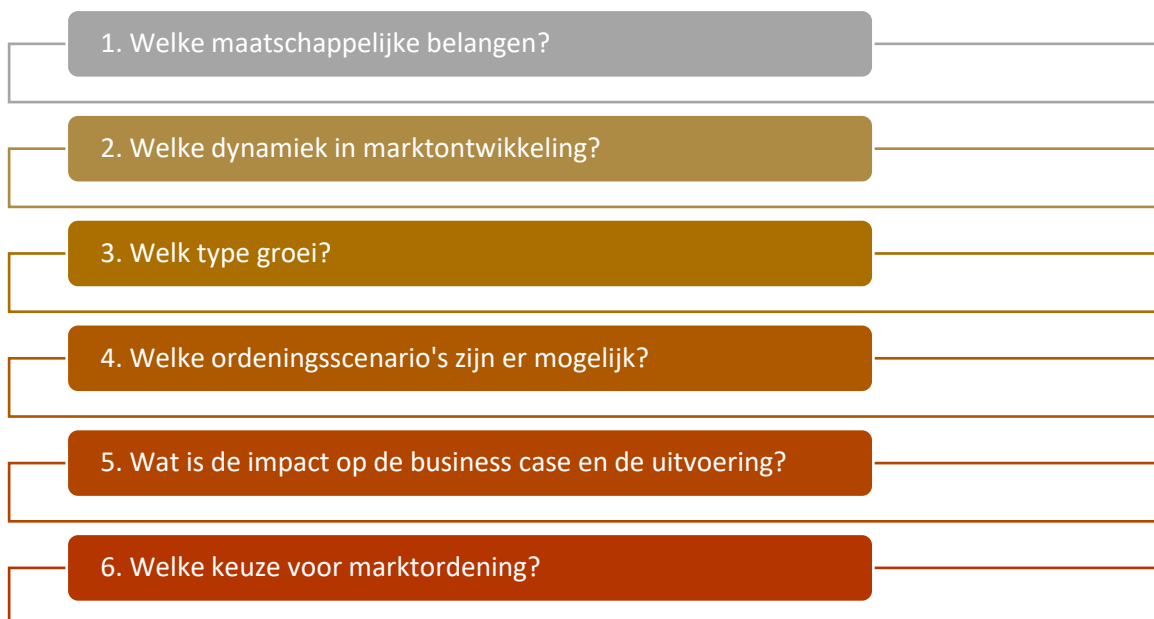 1. Welke maatschappelijke belangen?
2. Welke dynamiek in marktontwikkeling?
3. Welk type groei?
4. Welke ordeningsscenario's zijn er mogelijk?
5. Wat is de impact op de business case en de uitvoering?
6. Welke keuze voor marktordening?